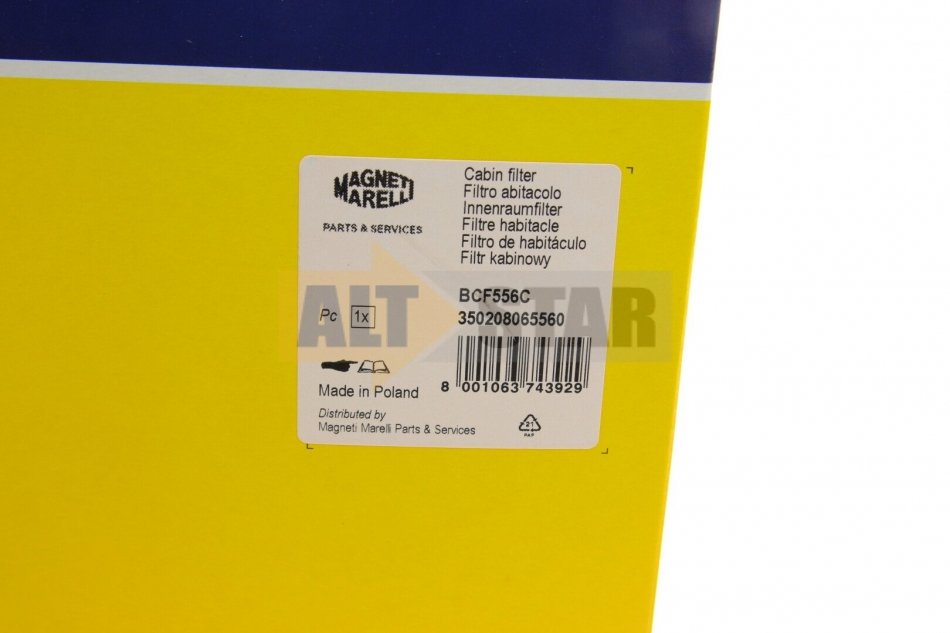 MAGNETI
MARELLI
PARTS & SERVICES
Cabin filter
Filtro abitacolo
Innenraumfilter
Filtre habitacle
Filtro de habitáculo
Filtr kabinowy
BCF556C
350208065560
Pc 1x
ALT STAR
8 001063 743929
Made in Poland
Distributed by
Magneti Marelli Parts & Services
21
PAP